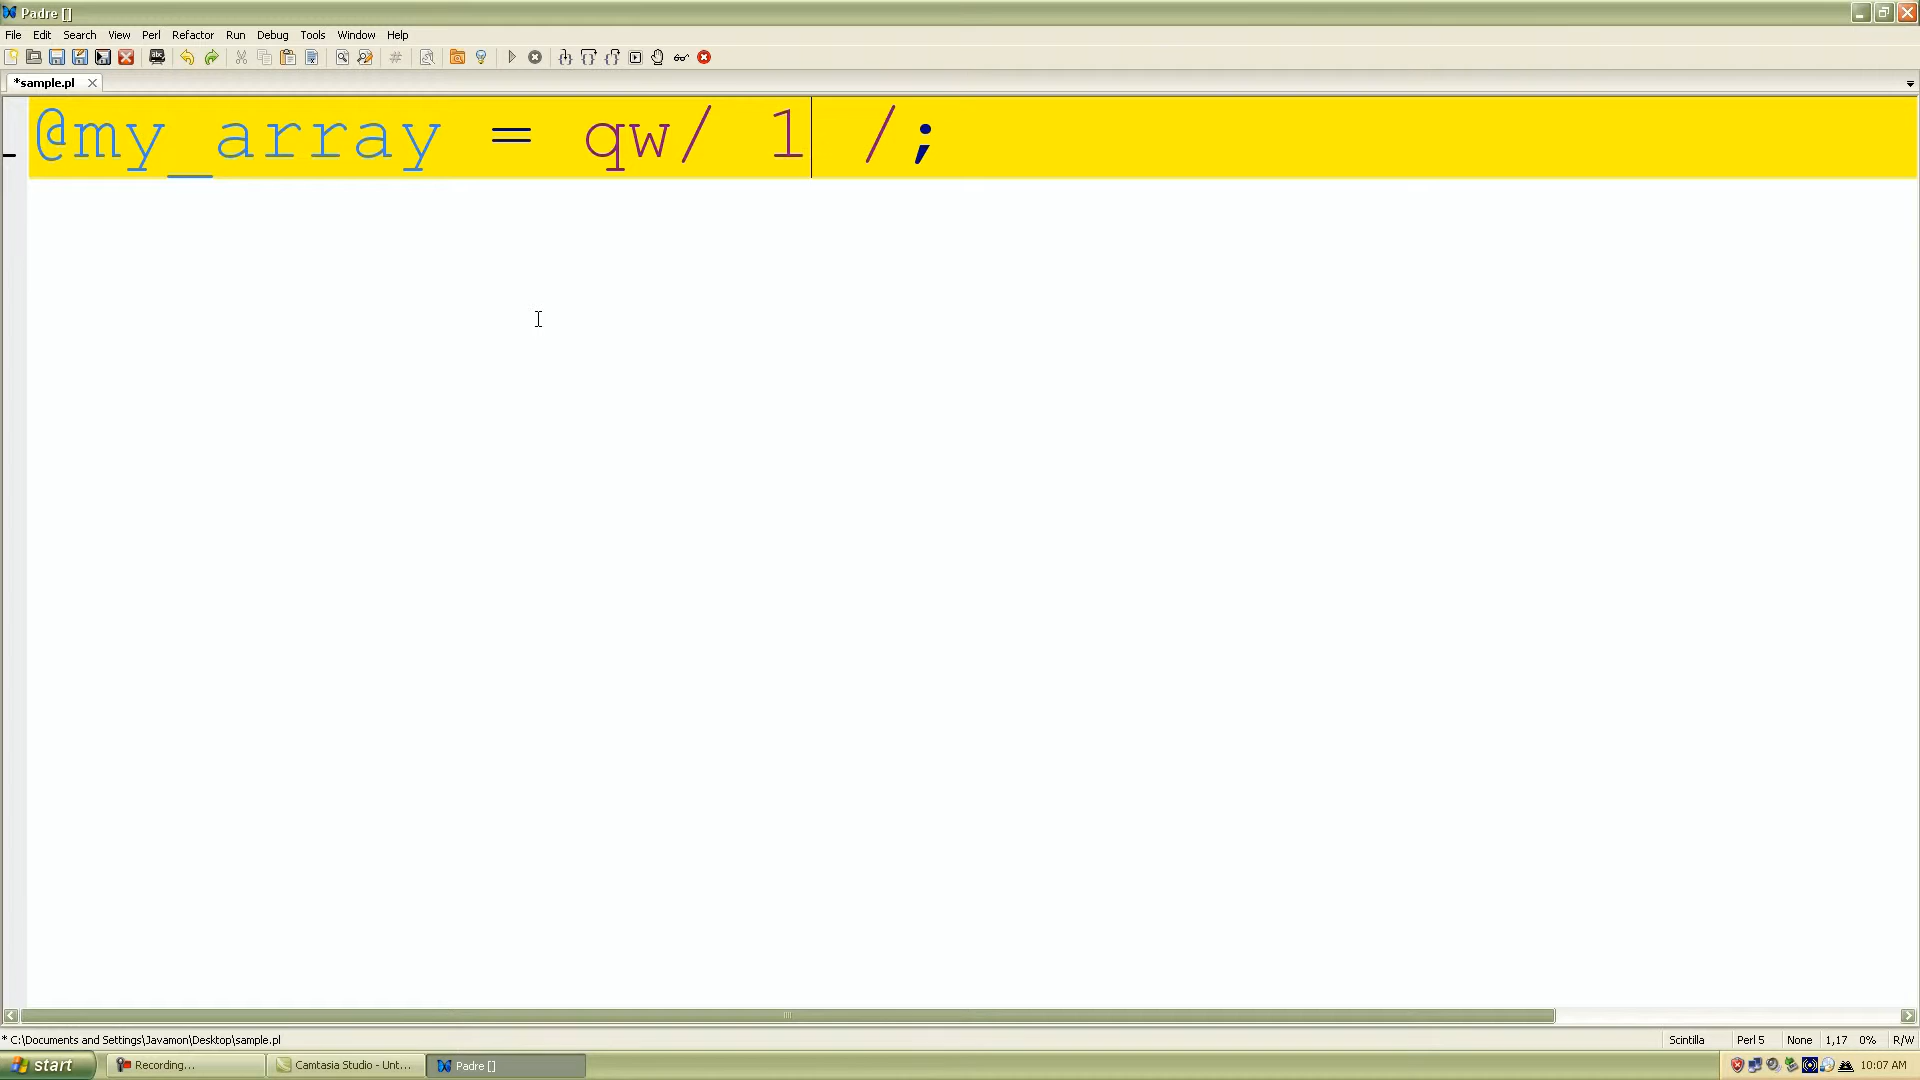 Padre []
File Edit Search View Perl Refactor Run Debug Tools Window Help
*sample.pl
@my_array = qw/ 1 /;
* C:\Documents and Settings\Javamon\Desktop\sample.pl Scintilla Perl 5 None 1,17 0% R/W
start Recording... Camtasia Studio - Unt... Padre [] 10:07 AM